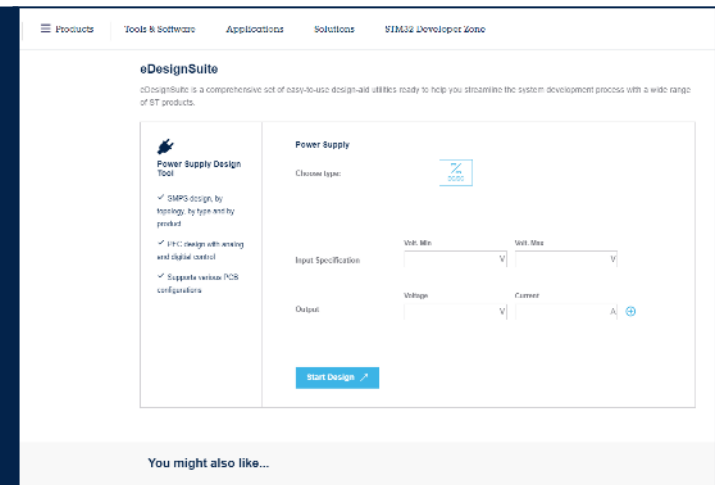 Products Tools & Software Applications Solutions STM32 Developer Zone
eDesignSuite
eDesignSuite is a comprehensive set of easy-to-use design-aid utilities ready to help you streamline the system development process with a wide range
of ST products.
Power Supply Design
Tool
✓ SMPS design, by
topology, by type and by
product
✓ PFC design with analog
and digital control
✓ Supports various PCB
configurations
Power Supply
Choose type:
DC/DC
Volt. Min Volt. Max
Input Specification V V
Voltage Current
Output V A
Start Design
You might also like...